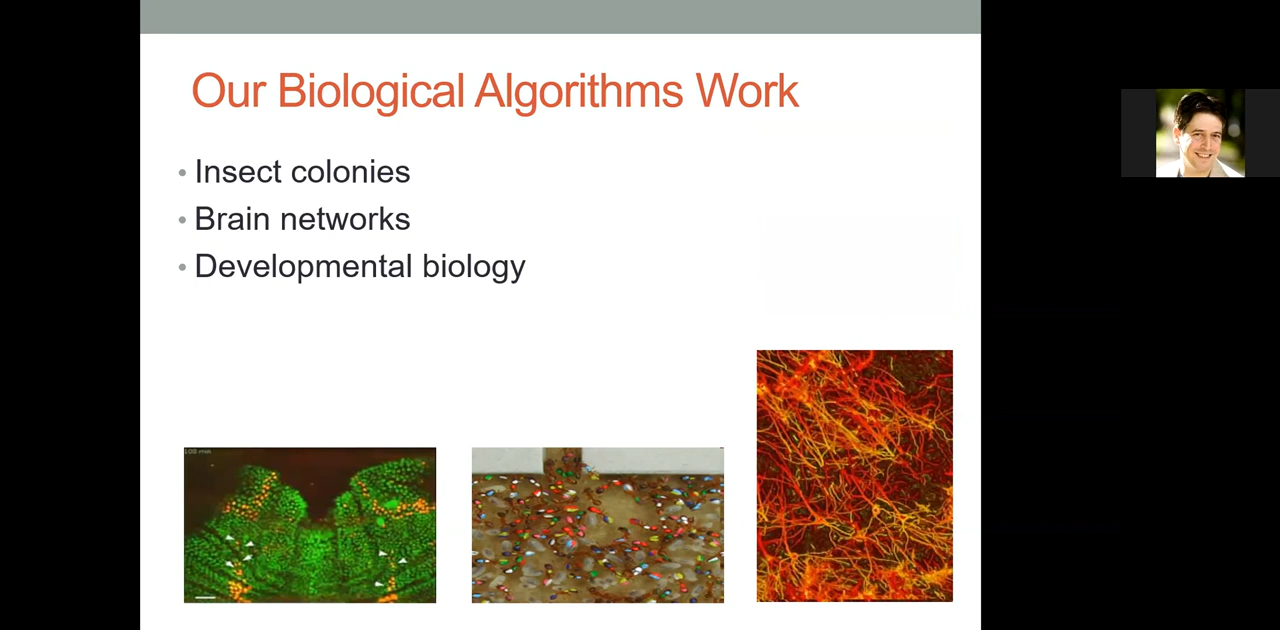 Our Biological Algorithms Work
• Insect colonies
• Brain networks
• Developmental biology